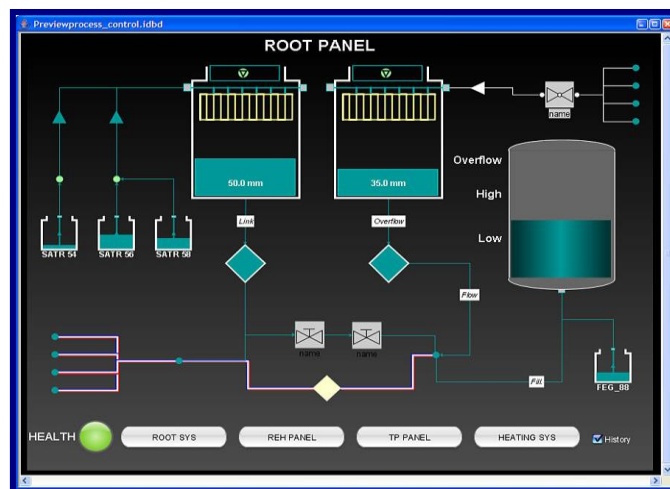 Previewprocess_control.idbd
ROOT PANEL
name
Overflow
High
Low
50.0 mm
35.0 mm
Link
Overflow
SATR 54
SATR 56
SATR 58
Flow
name
name
Fill
FEG_88
HEALTH
ROOT SYS
REH PANEL
TP PANEL
HEATING SYS
History